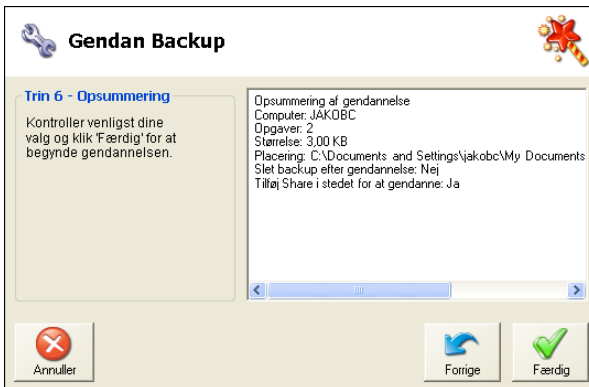 Gendan Backup
Trin 6 - Opsummering
Kontroller venligst dine
valg og klik 'Færdig' for at
begynde gendannelsen.
Opsummering af gendannelse
Computer: JAKOBC
Opgaver: 2
Størrelse: 3,00 KB
Placering: C:\Documents and Settings\jakobc\My Documents
Slet backup efter gendannelse: Nej
Tilføj Share i stedet for at gendanne: Ja
Annuller
Forrige
Færdig